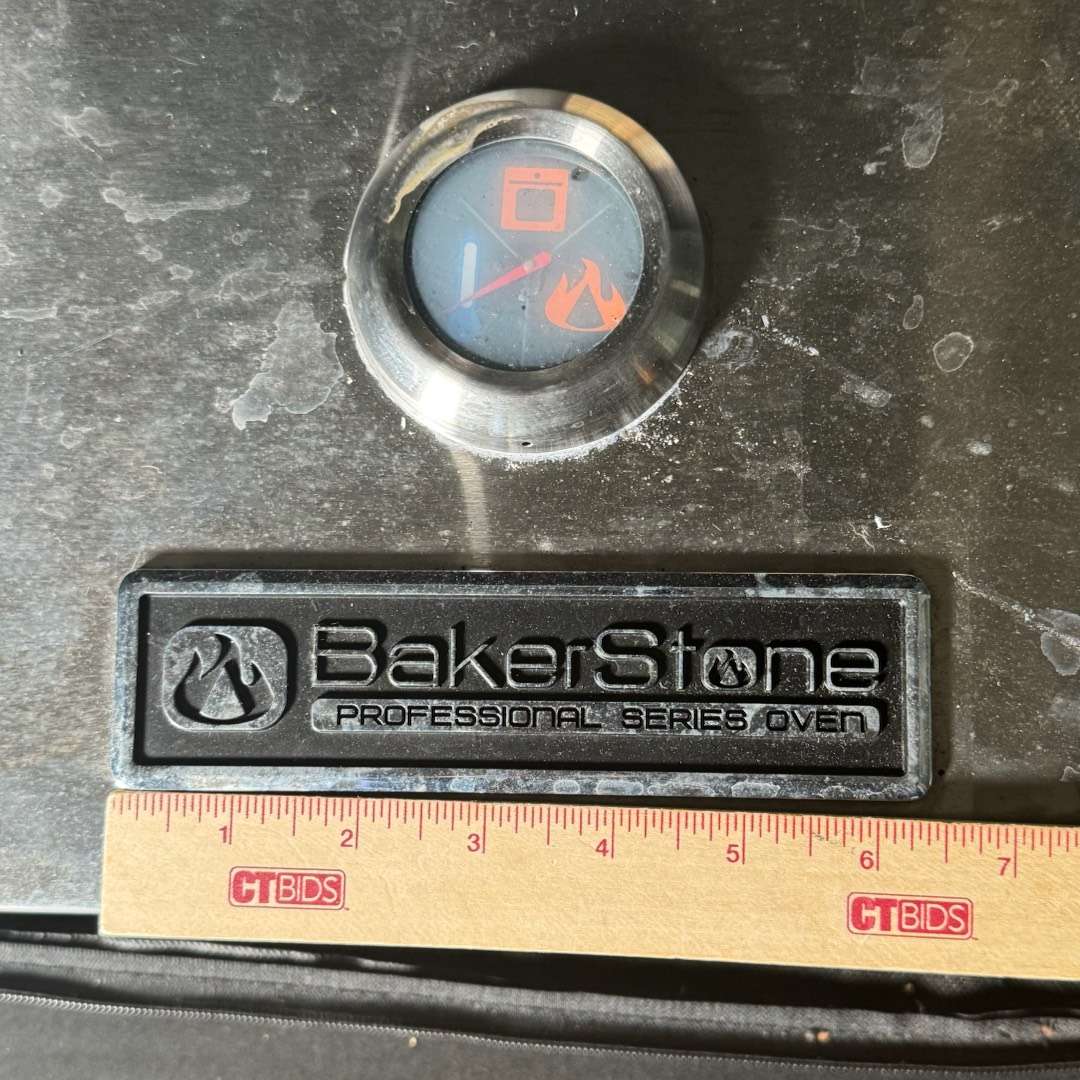 BakerStone
PROFESSIONAL SERIES OVEN
1 2 3 4 5 6 7
CTBIDS CTBIDS